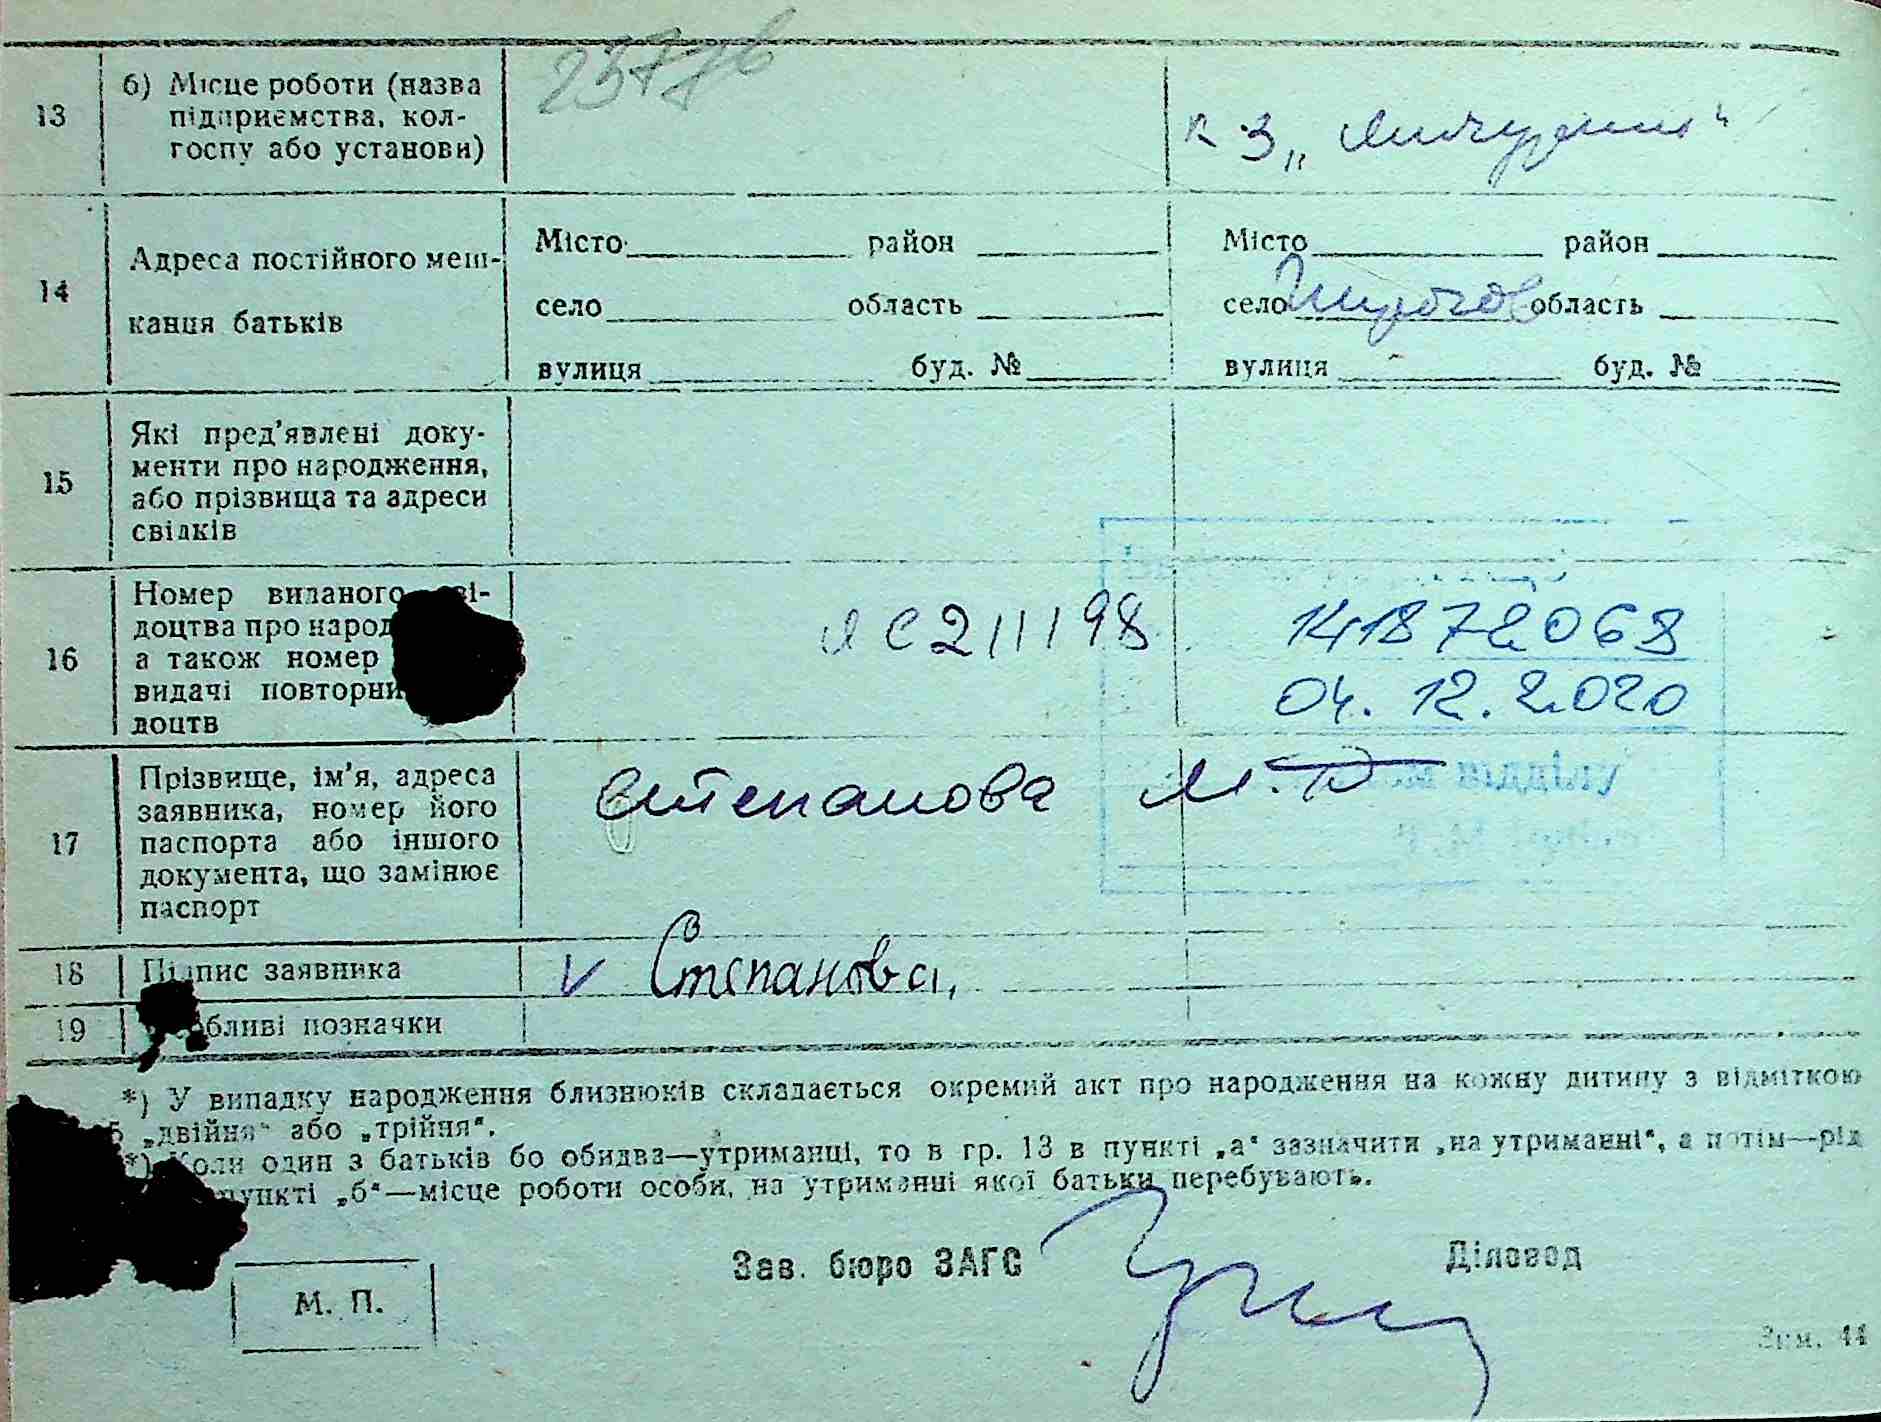 23776
13
б) Місце роботи (назва
підприємства, кол-
госпу або установи)
к-з „
14
Адреса постійного меш-
кання батьків
Місто район
село область
вулиця буд. №
Місто район
село область
вулиця буд. №
15
Які пред’явлені доку-
менти про народження,
або прізвища та адреси
свідків
16
Номер виданого
доцтва про народ
а також номер
видачі повторни
доцтв
ЯС 2111198
141872068
04.12.2020
відділу
17
Прізвище, ім’я, адреса
заявника, номер його
паспорта або іншого
документа, що замінює
паспорт
Степанова М.
18
Підпис заявника
V Степанова.
19
бливі позначки
*) У випадку народження близнюків складається окремий акт про народження на кожну дитину з відміткою
„двійня“ або „трійня“.
Коли один з батьків бо обидва—утриманці, то в гр. 13 в пункті „а“ зазначити „на утриманні“, а потім—рід
пункті „б“—місце роботи особи, на утриманні якої батьки перебувають.
Зав. бюро ЗАГС
Діловод
М. П.
Зам. 44